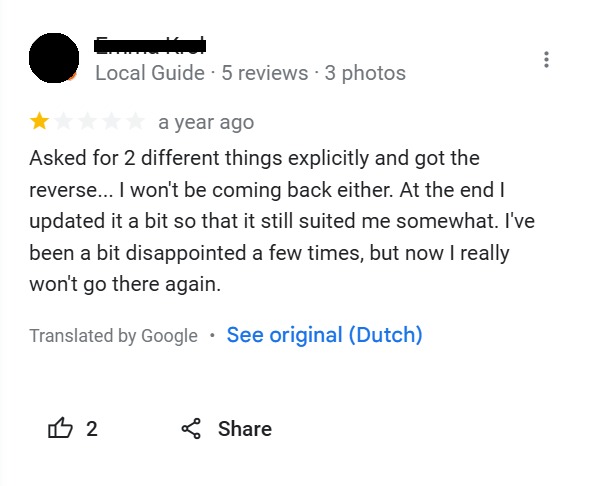 Local Guide · 5 reviews · 3 photos
a year ago
Asked for 2 different things explicitly and got the
reverse... I won't be coming back either. At the end I
updated it a bit so that it still suited me somewhat. I've
been a bit disappointed a few times, but now I really
won't go there again.
Translated by Google • See original (Dutch)
2 Share